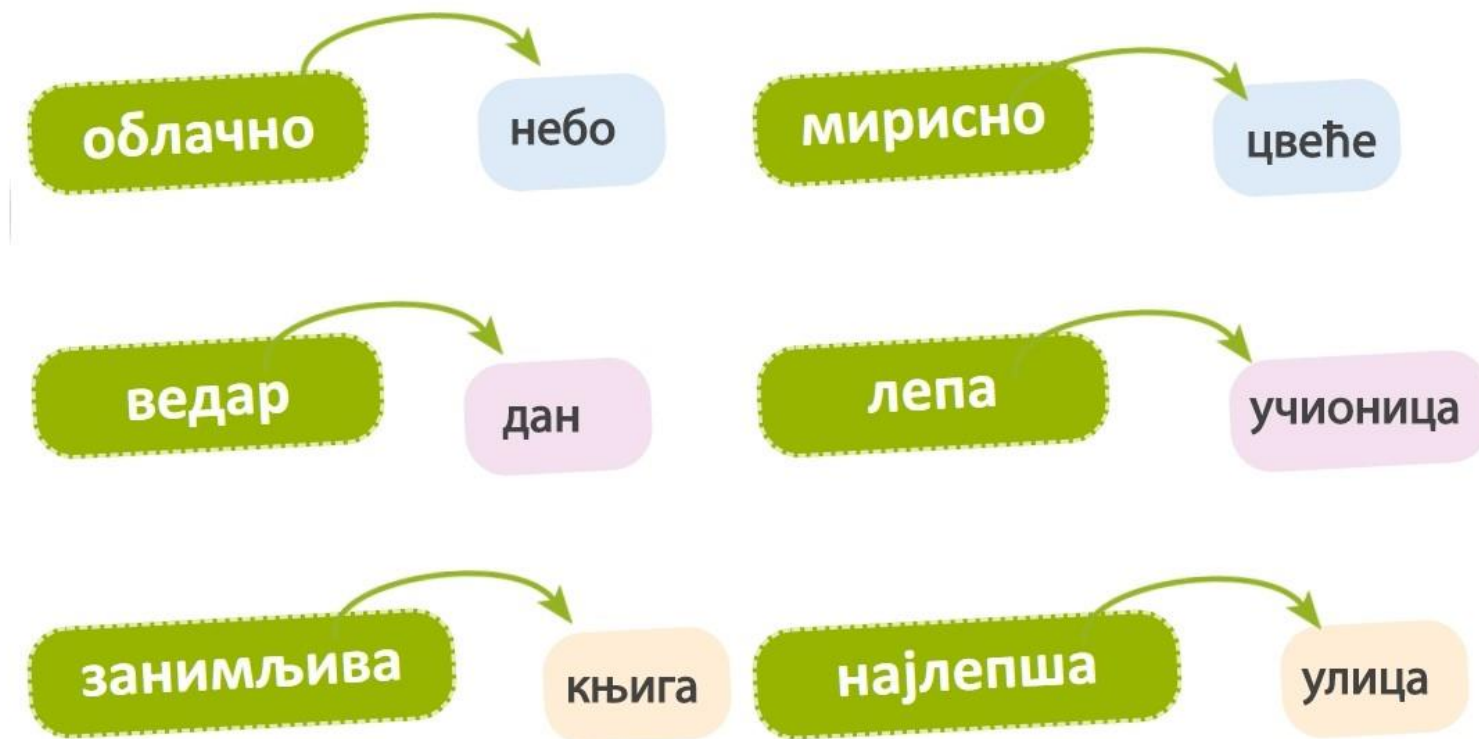 облачно небо мирисно цвеће
ведар дан лепа учионица
занимљива књига најлепша улица